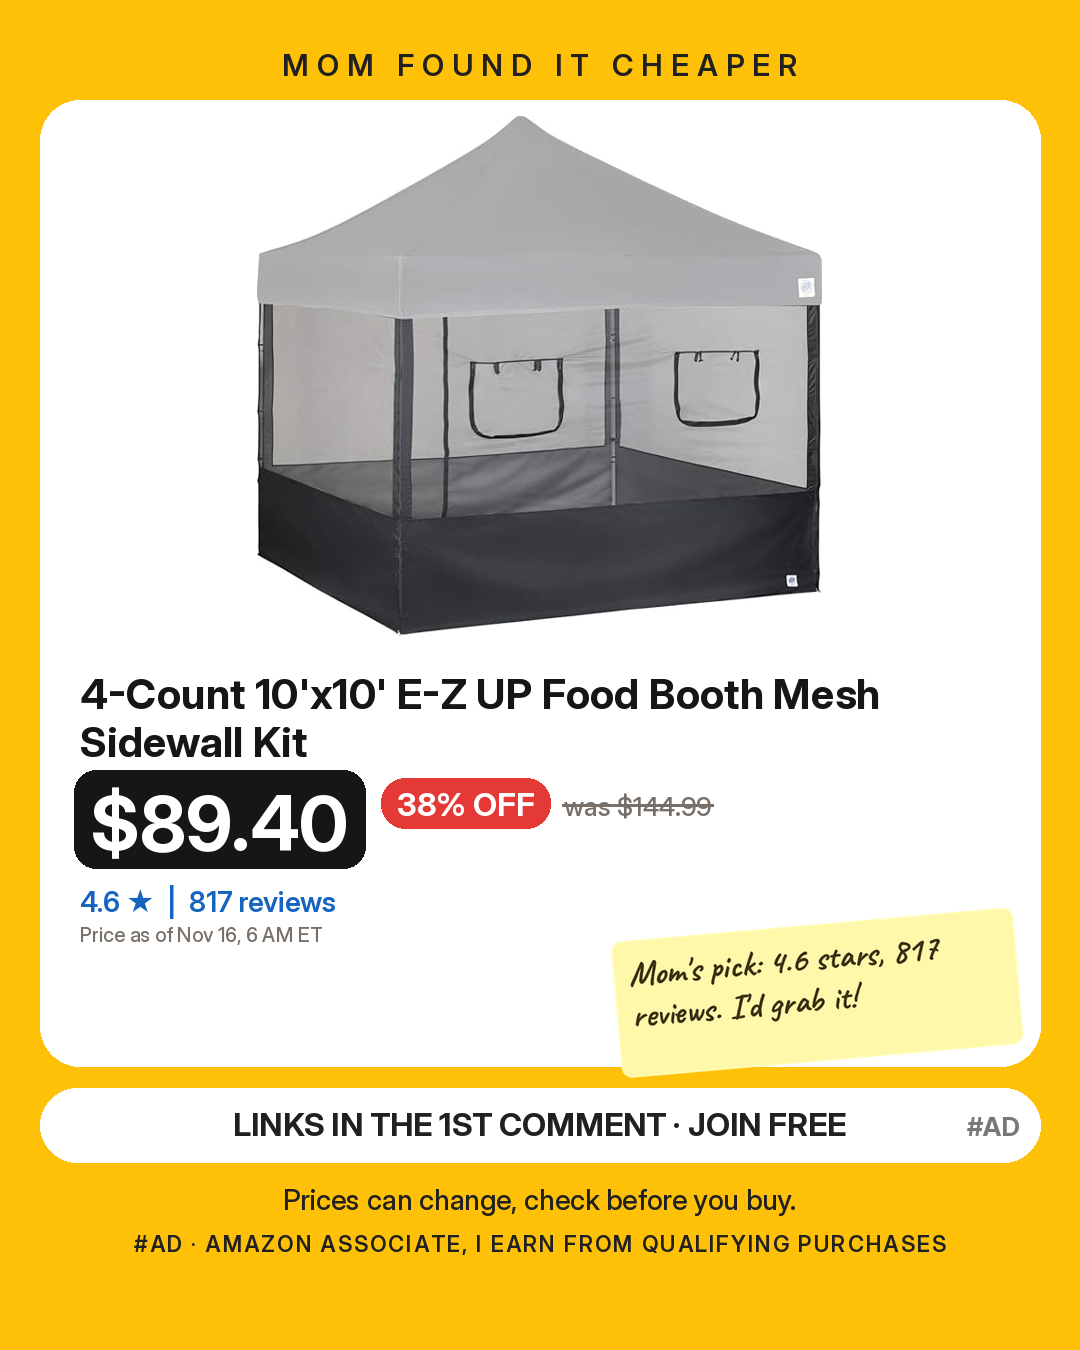 MOM FOUND IT CHEAPER
4-Count 10'x10' E-Z UP Food Booth Mesh
Sidewall Kit
$89.40
38% OFF
was $144.99
4.6 ★ | 817 reviews
Price as of Nov 16, 6 AM ET
Mom's pick: 4.6 stars, 817
reviews. I'd grab it!
LINKS IN THE 1ST COMMENT · JOIN FREE
#AD
Prices can change, check before you buy.
#AD · AMAZON ASSOCIATE, I EARN FROM QUALIFYING PURCHASES